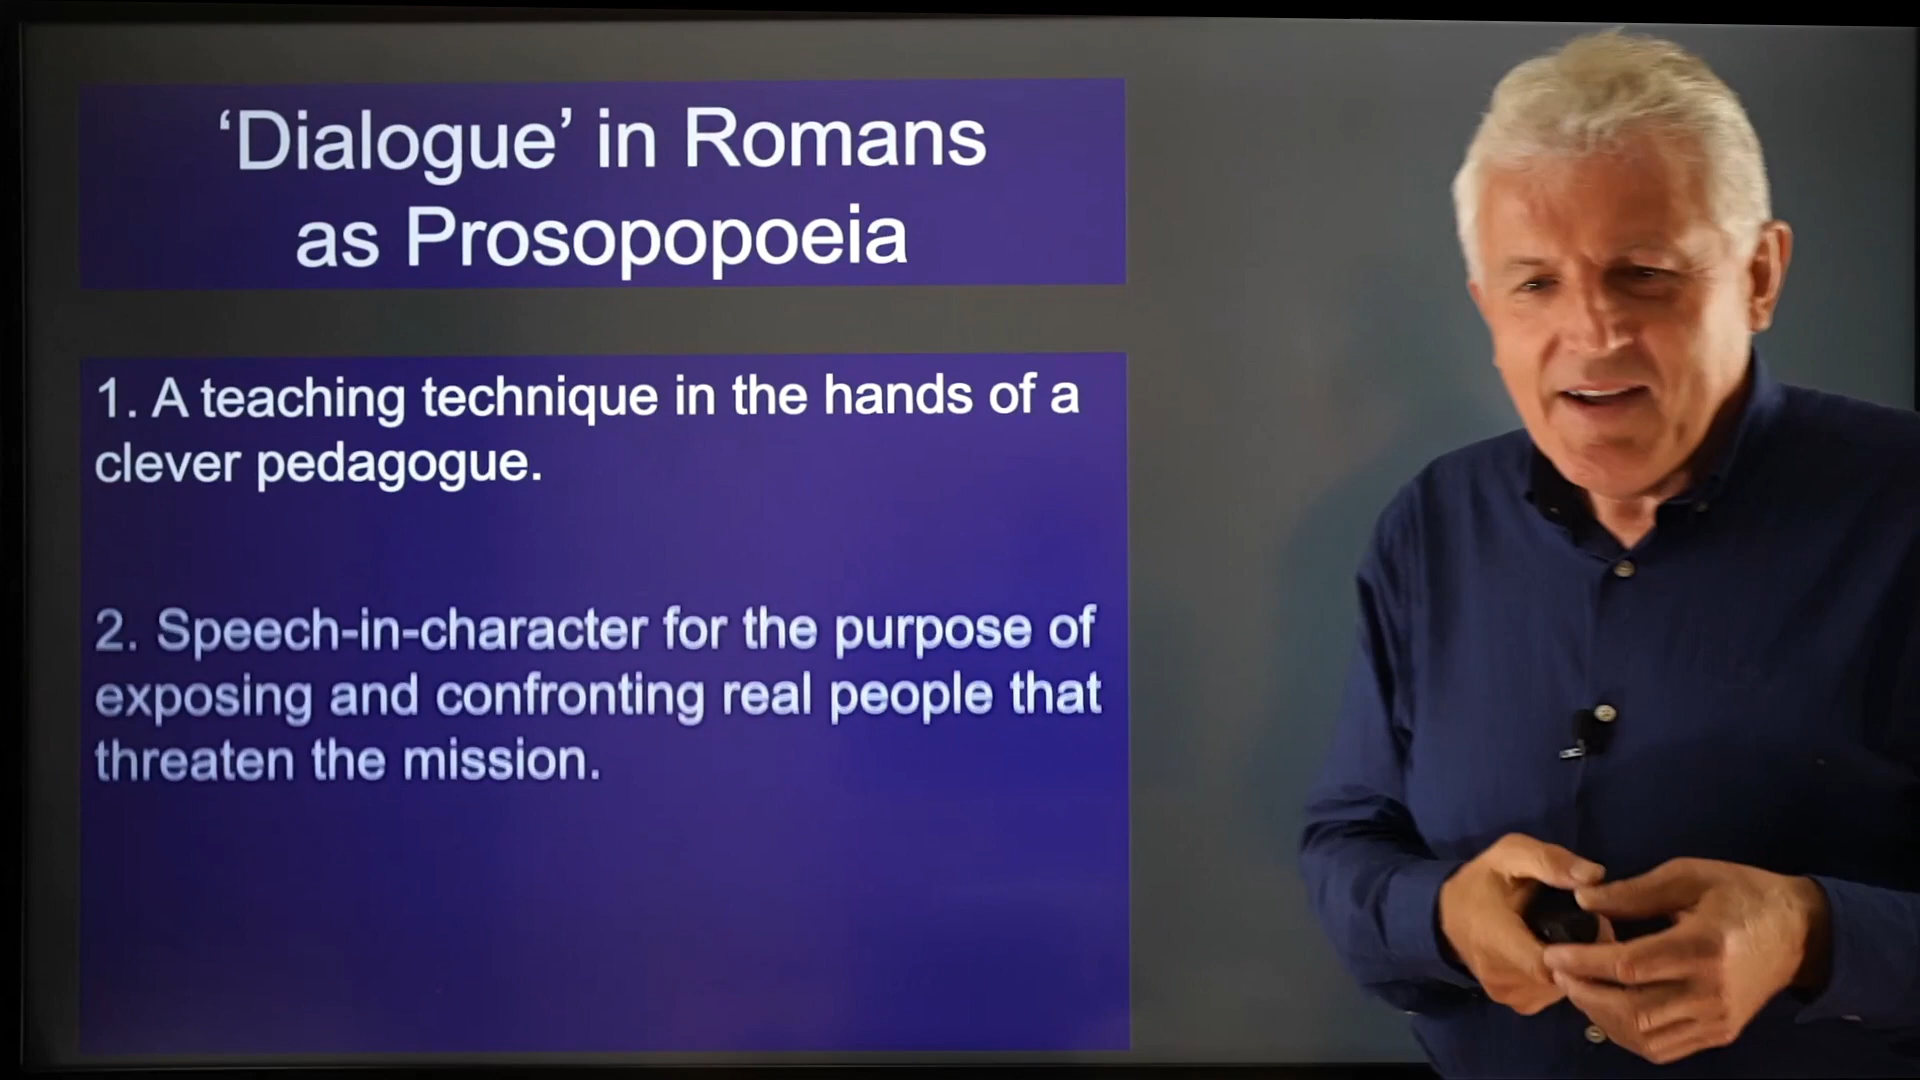 ‘Dialogue’ in Romans
as Prosopopoeia
1. A teaching technique in the hands of a
clever pedagogue.
2. Speech-in-character for the purpose of
exposing and confronting real people that
threaten the mission.